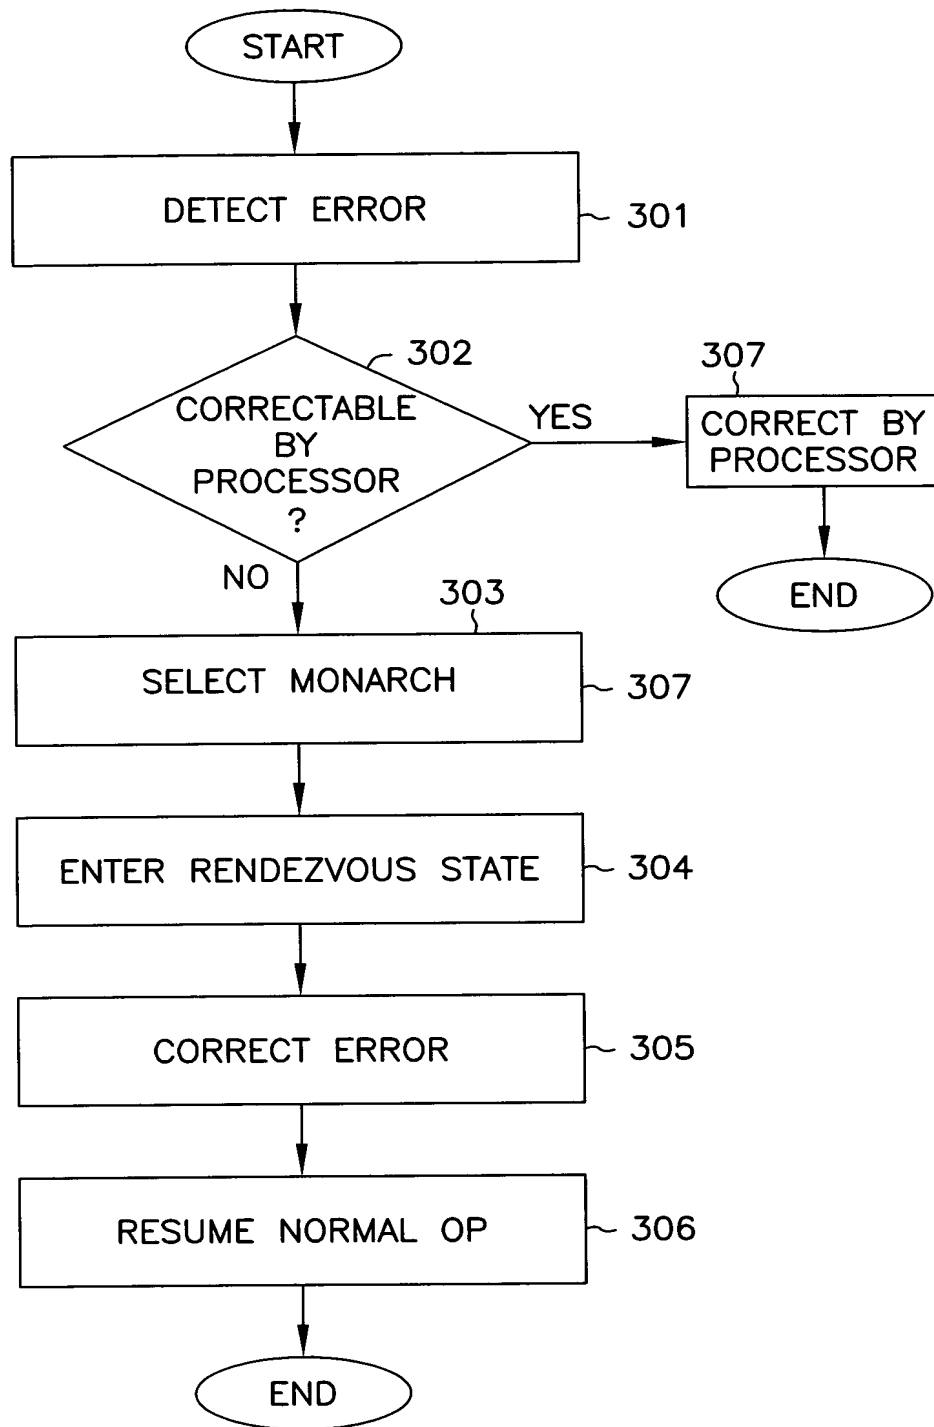 START
DETECT ERROR
301
302
CORRECTABLE
BY
PROCESSOR
?
YES
307
CORRECT BY
PROCESSOR
END
NO
303
SELECT MONARCH
307
ENTER RENDEZVOUS STATE
304
CORRECT ERROR
305
RESUME NORMAL OP
306
END